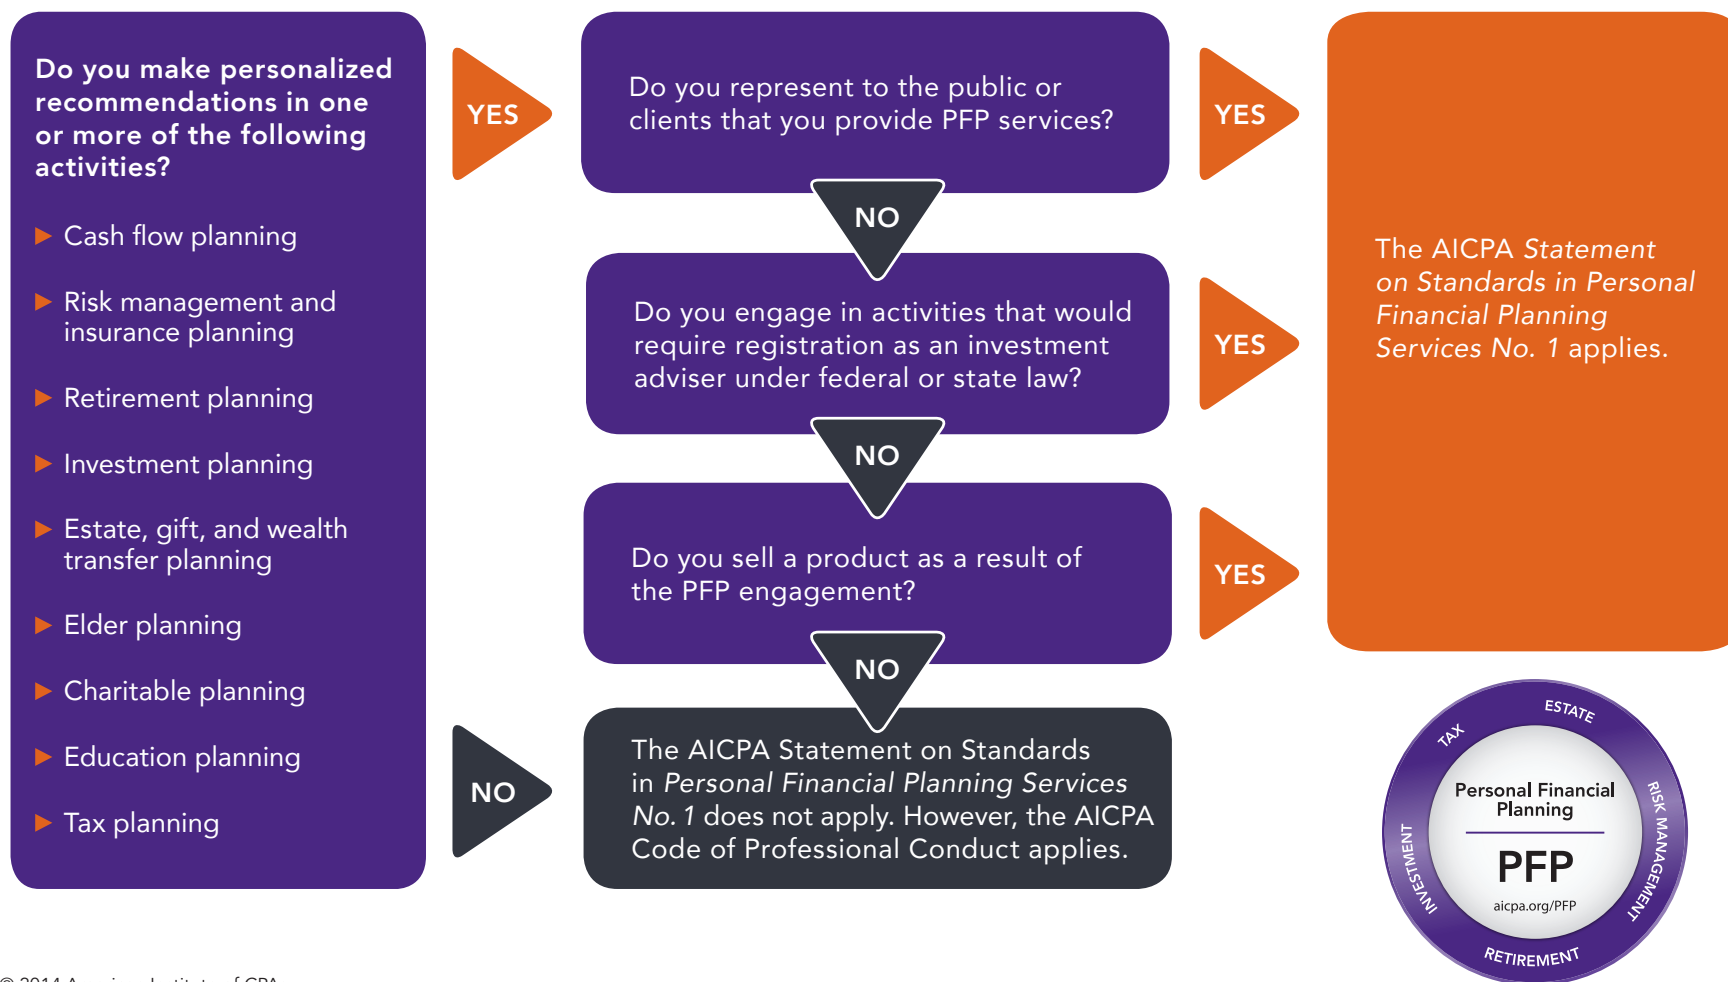 Do you make personalized
recommendations in one
or more of the following
activities?
Cash flow planning
Risk management and
insurance planning
Retirement planning
Investment planning
Estate, gift, and wealth
transfer planning
Elder planning
Charitable planning
Education planning
Tax planning
YES
NO
Do you represent to the public or
clients that you provide PFP services?
YES
NO
Do you engage in activities that would
require registration as an investment
adviser under federal or state law?
YES
NO
Do you sell a product as a result of
the PFP engagement?
YES
NO
The AICPA Statement on Standards
in Personal Financial Planning Services
No. 1 does not apply. However, the AICPA
Code of Professional Conduct applies.
The AICPA Statement
on Standards in Personal
Financial Planning
Services No. 1 applies.
TAX
ESTATE
RISK MANAGEMENT
RETIREMENT
INVESTMENT
Personal Financial
Planning
PFP
aicpa.org/PFP
© 2014 American Institute of CPA